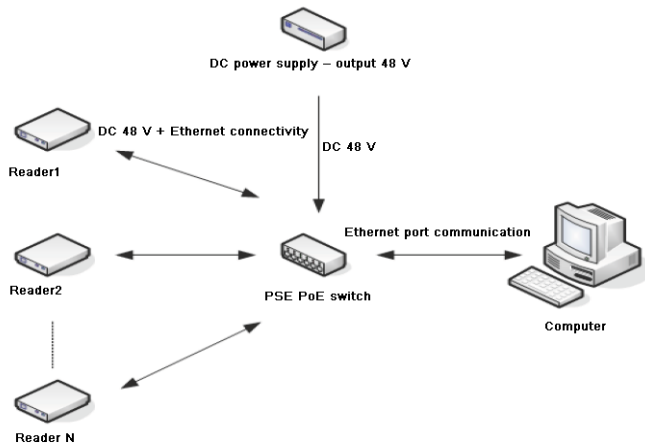 DC power supply – output 48 V
DC 48 V + Ethernet connectivity
DC 48 V
Reader1
Ethernet port communication
Reader2
PSE PoE switch
Computer
Reader N